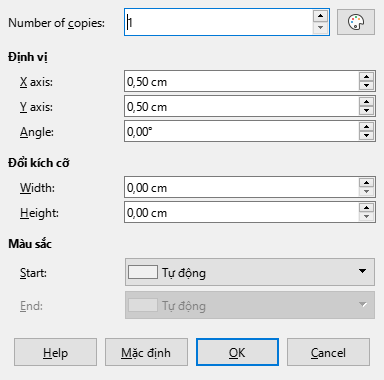 Number of copies: 1
Định vị
X axis: 0,50 cm
Y axis: 0,50 cm
Angle: 0,00°
Đổi kích cỡ
Width: 0,00 cm
Height: 0,00 cm
Màu sắc
Start: Tự động
End: Tự động
Help Mặc định OK Cancel